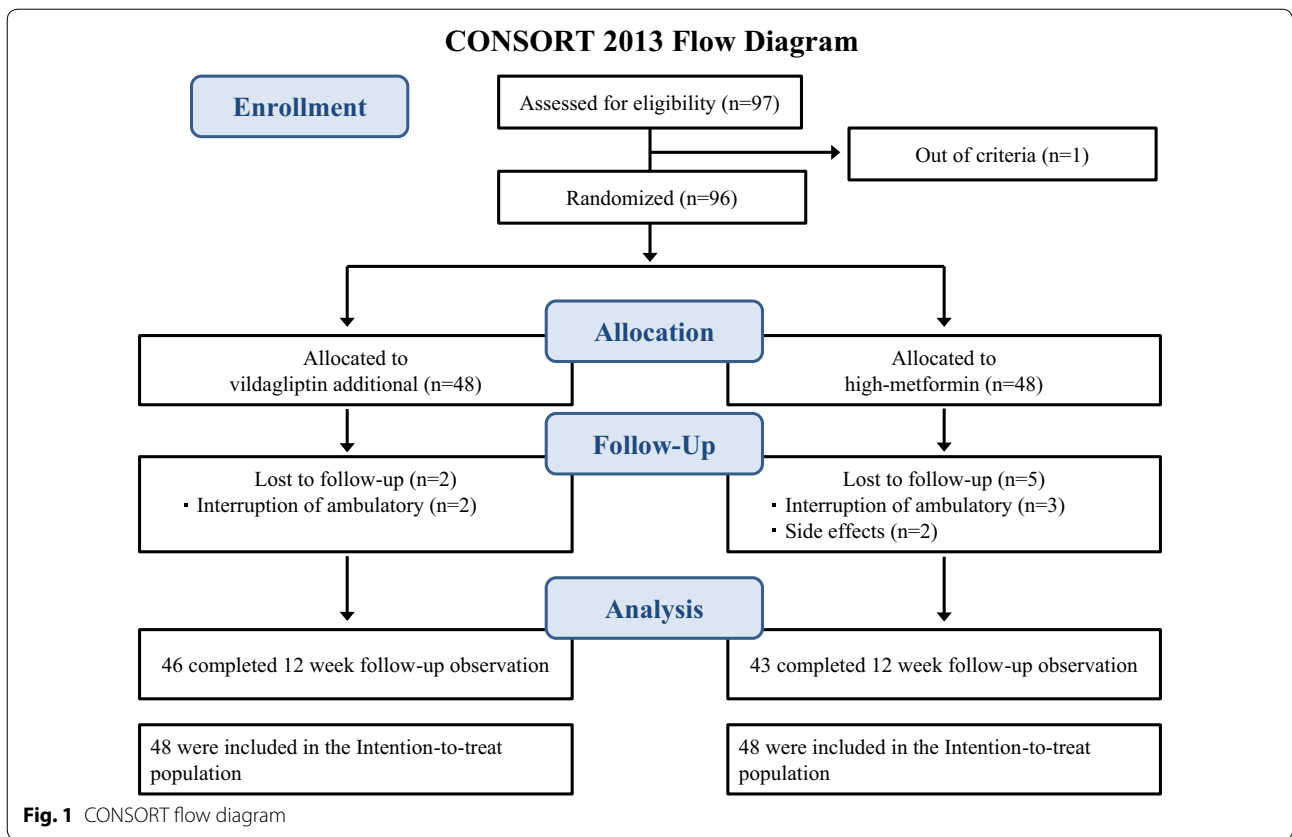 CONSORT 2013 Flow Diagram
Enrollment
Assessed for eligibility (n=97)
Out of criteria (n=1)
Randomized (n=96)
Allocation
Allocated to
vildagliptin additional (n=48)
Allocated to
high-metformin (n=48)
Follow-Up
Lost to follow-up (n=2)
・Interruption of ambulatory (n=2)
Lost to follow-up (n=5)
・Interruption of ambulatory (n=3)
・Side effects (n=2)
Analysis
46 completed 12 week follow-up observation
43 completed 12 week follow-up observation
48 were included in the Intention-to-treat
population
48 were included in the Intention-to-treat
population
Fig. 1 CONSORT flow diagram